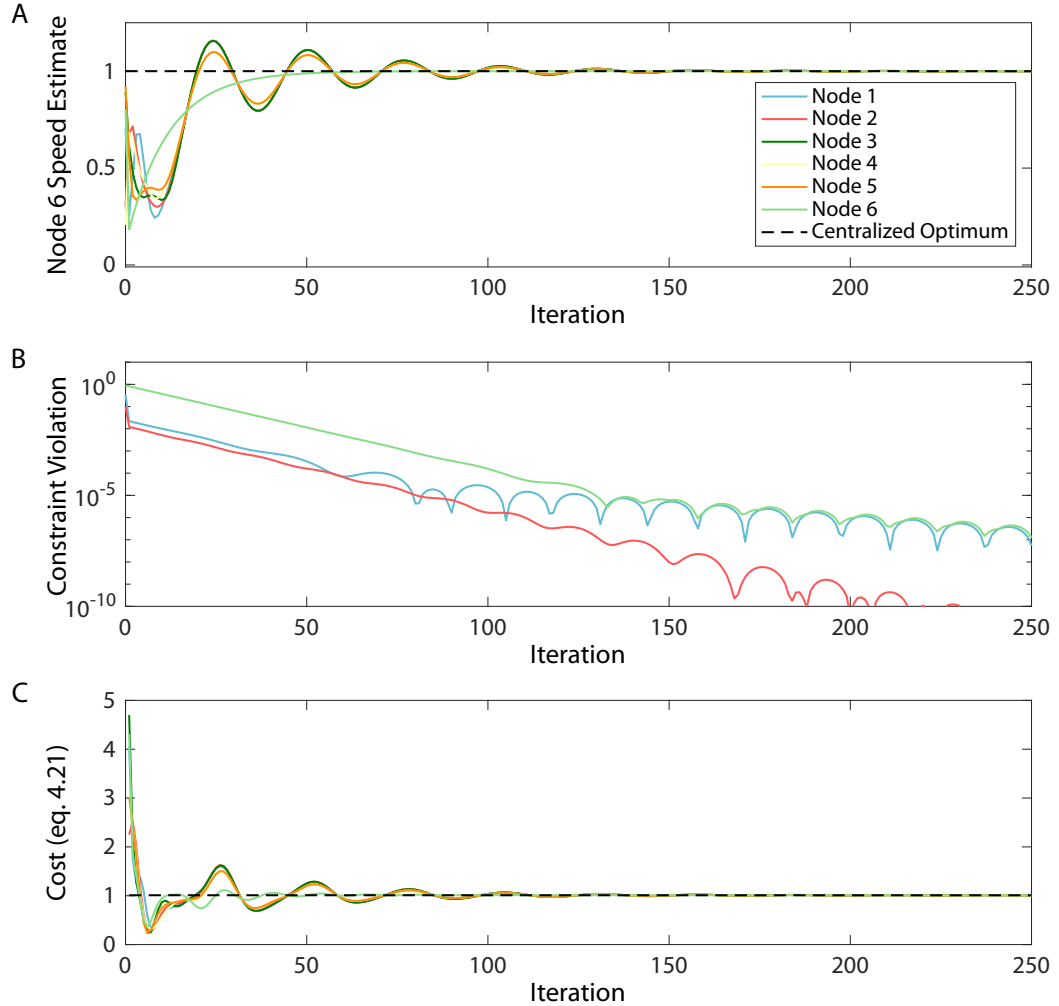 A
Node 6 Speed Estimate
1
0.5
0
0 50 100 150 200 250
Iteration
Node 1
Node 2
Node 3
Node 4
Node 5
Node 6
Centralized Optimum
B
Constraint Violation
10^0
10^-5
10^-10
0 50 100 150 200 250
Iteration
C
Cost (eq. 4.21)
5
4
3
2
1
0
0 50 100 150 200 250
Iteration